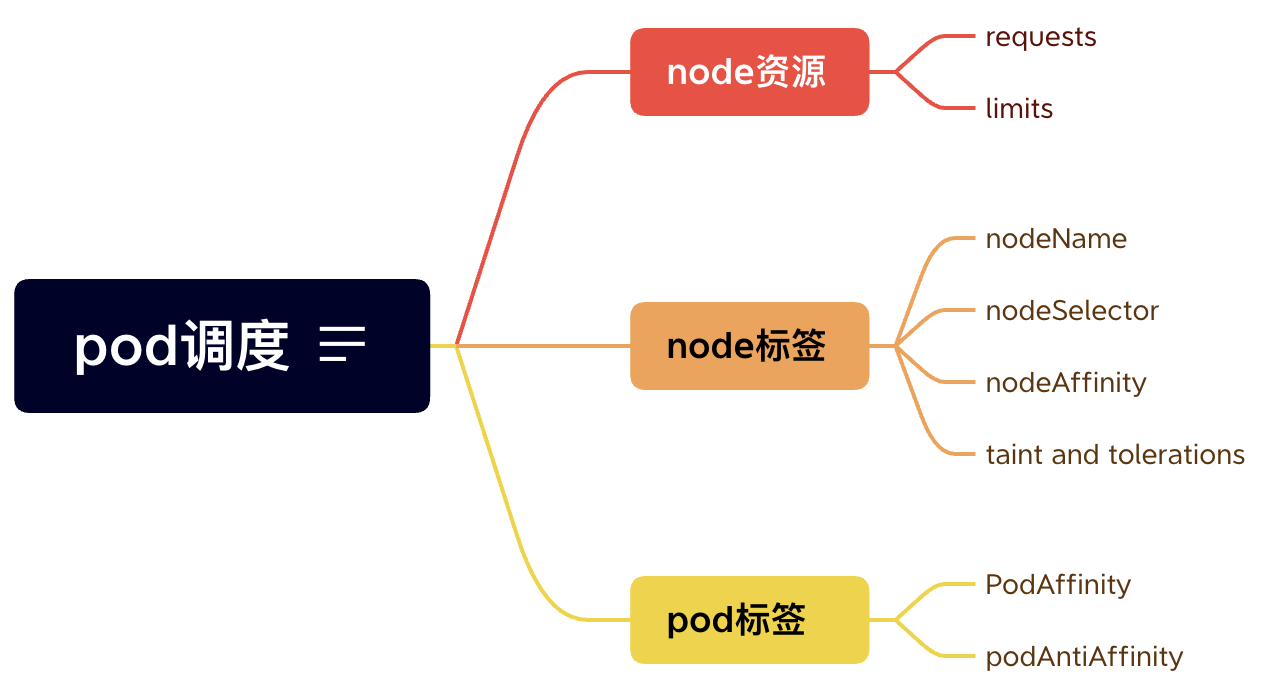 pod调度
node资源
requests
limits
node标签
nodeName
nodeSelector
nodeAffinity
taint and tolerations
pod标签
PodAffinity
podAntiAffinity